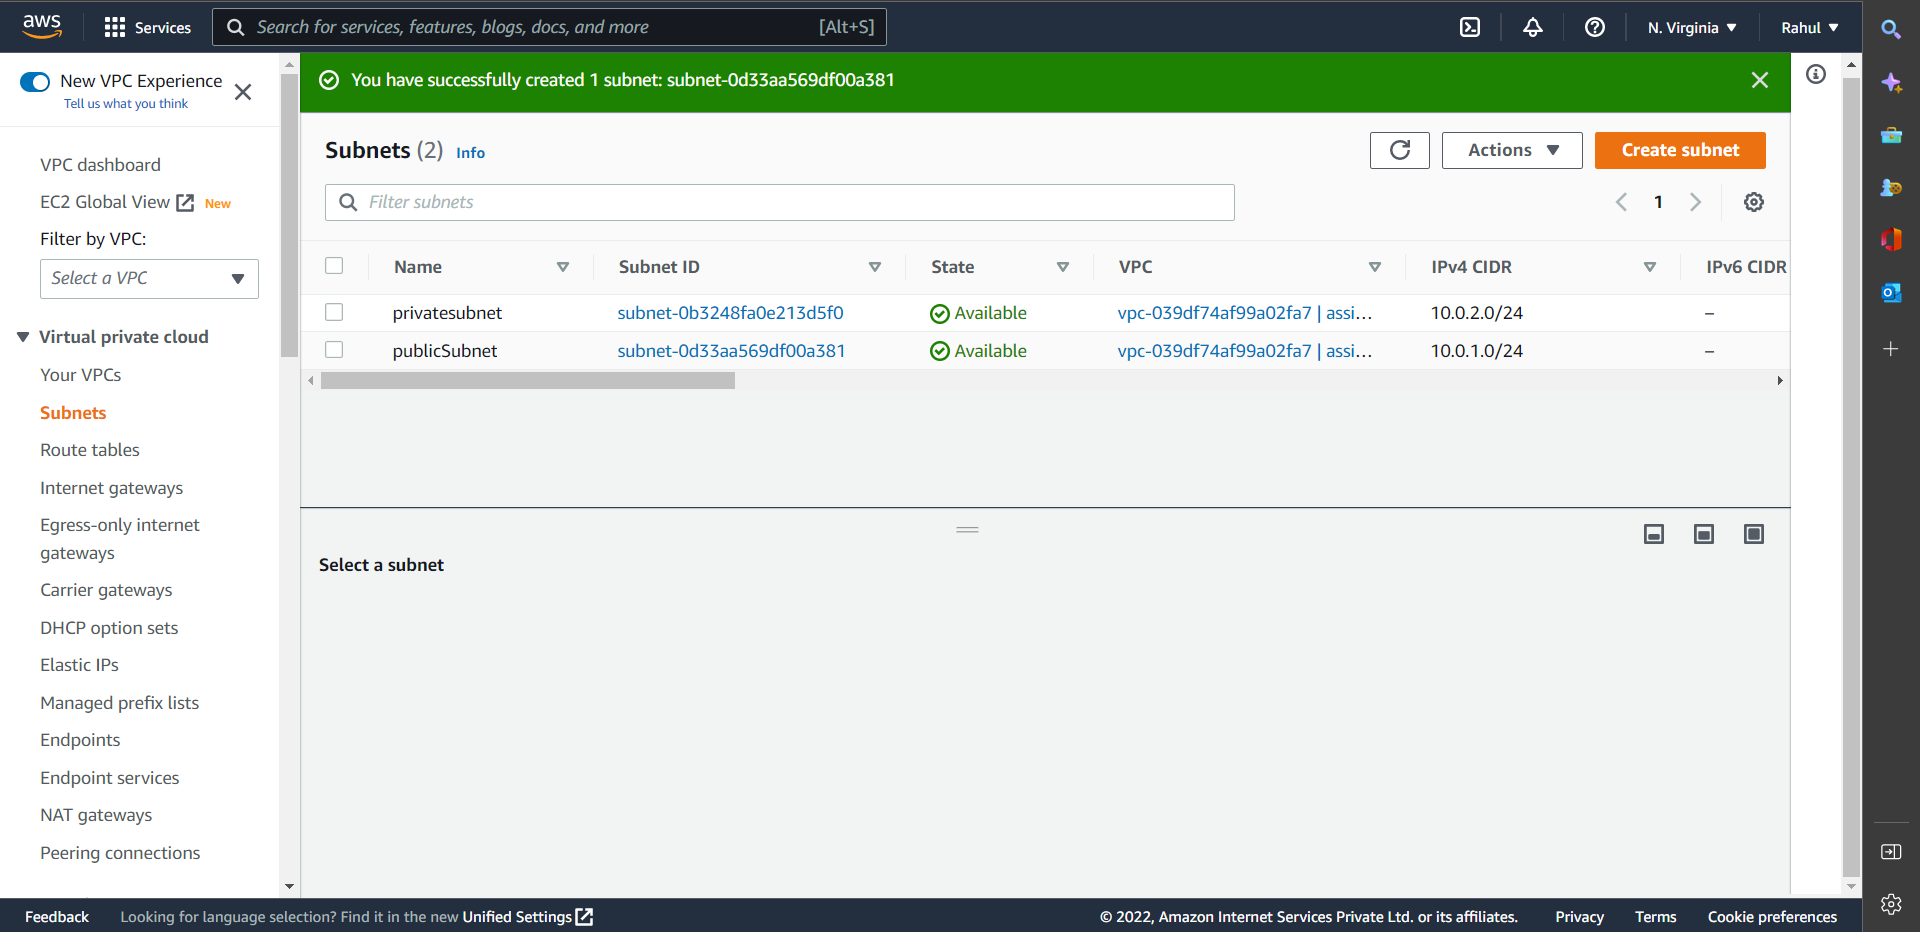 aws
Services
Search for services, features, blogs, docs, and more [Alt+S]
N. Virginia
Rahul
New VPC Experience
Tell us what you think
VPC dashboard
EC2 Global View New
Filter by VPC:
Select a VPC
Virtual private cloud
Your VPCs
Subnets
Route tables
Internet gateways
Egress-only internet
gateways
Carrier gateways
DHCP option sets
Elastic IPs
Managed prefix lists
Endpoints
Endpoint services
NAT gateways
Peering connections
You have successfully created 1 subnet: subnet-0d33aa569df00a381
Subnets (2) Info
Actions
Create subnet
Filter subnets
1
Name Subnet ID State VPC IPv4 CIDR IPv6 CIDR
privatesubnet subnet-0b3248fa0e213d5f0 Available vpc-039df74af99a02fa7 | assi... 10.0.2.0/24 –
publicSubnet subnet-0d33aa569df00a381 Available vpc-039df74af99a02fa7 | assi... 10.0.1.0/24 –
Select a subnet
Feedback Looking for language selection? Find it in the new Unified Settings © 2022, Amazon Internet Services Private Ltd. or its affiliates. Privacy Terms Cookie preferences